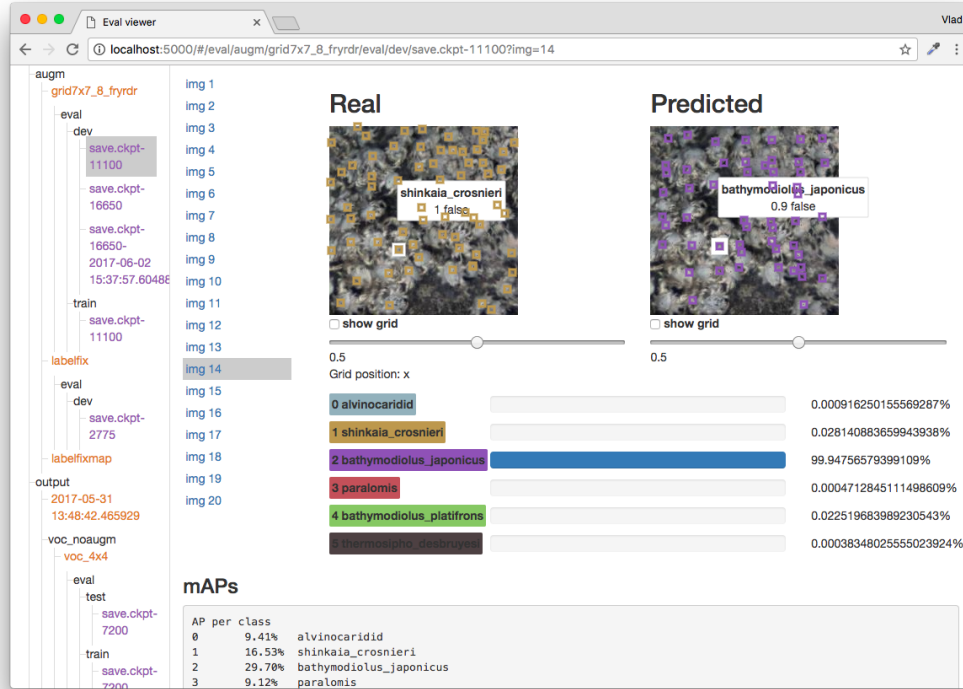 Eval viewer
Vlad
localhost:5000/#/eval/augm/grid7x7_8_fryrdr/eval/dev/save.ckpt-11100?img=14
augm
grid7x7_8_fryrdr
eval
dev
save.ckpt-
11100
save.ckpt-
16650
save.ckpt-
16650-
2017-06-02
15:37:57.60488
train
save.ckpt-
11100
labelfix
eval
dev
save.ckpt-
2775
labelfixmap
output
2017-05-31
13:48:42.465929
voc_noaugm
voc_4x4
eval
test
save.ckpt-
7200
train
save.ckpt-
7200
img 1
img 2
img 3
img 4
img 5
img 6
img 7
img 8
img 9
img 10
img 11
img 12
img 13
img 14
img 15
img 16
img 17
img 18
img 19
img 20
Real
shinkaia_crosnieri
1 false
show grid
0.5
Grid position: x
Predicted
bathymodiolus_japonicus
0.9 false
show grid
0.5
0 alvinocaridid 0.00091625015556​9287%
1 shinkaia_crosnieri 0.028140883659943938%
2 bathymodiolus_japonicus 99.94756579399109%
3 paralomis 0.0004712845111498609%
4 bathymodiolus_platifrons 0.022519683989230543%
5 thermosipho_desbruyesi 0.00038348025555023924%
mAPs
AP per class
0 9.41% alvinocaridid
1 16.53% shinkaia_crosnieri
2 29.70% bathymodiolus_japonicus
3 9.12% paralomis